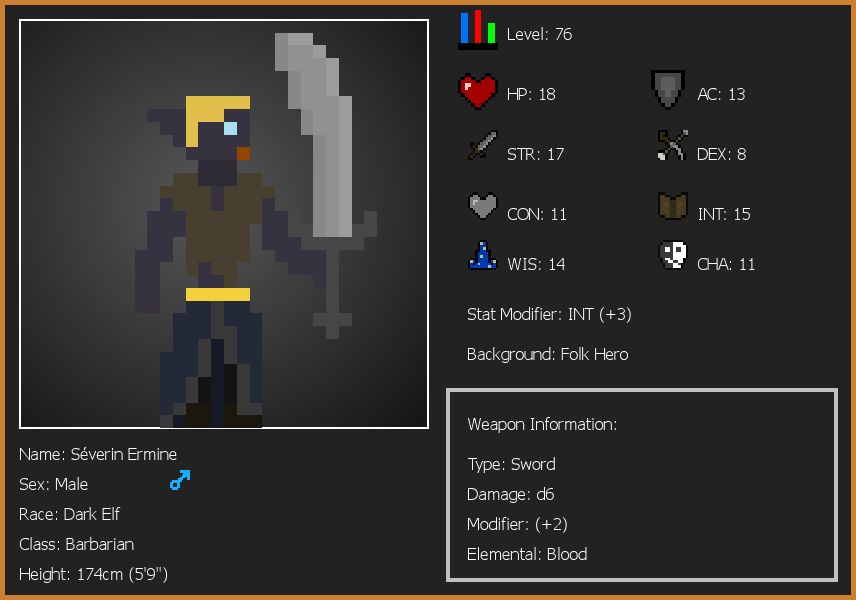 Level: 76
HP: 18
AC: 13
STR: 17
DEX: 8
CON: 11
INT: 15
WIS: 14
CHA: 11
Stat Modifier: INT (+3)
Background: Folk Hero
Weapon Information:
Type: Sword
Damage: d6
Modifier: (+2)
Elemental: Blood
Name: Séverin Ermine
Sex: Male
Race: Dark Elf
Class: Barbarian
Height: 174cm (5'9")